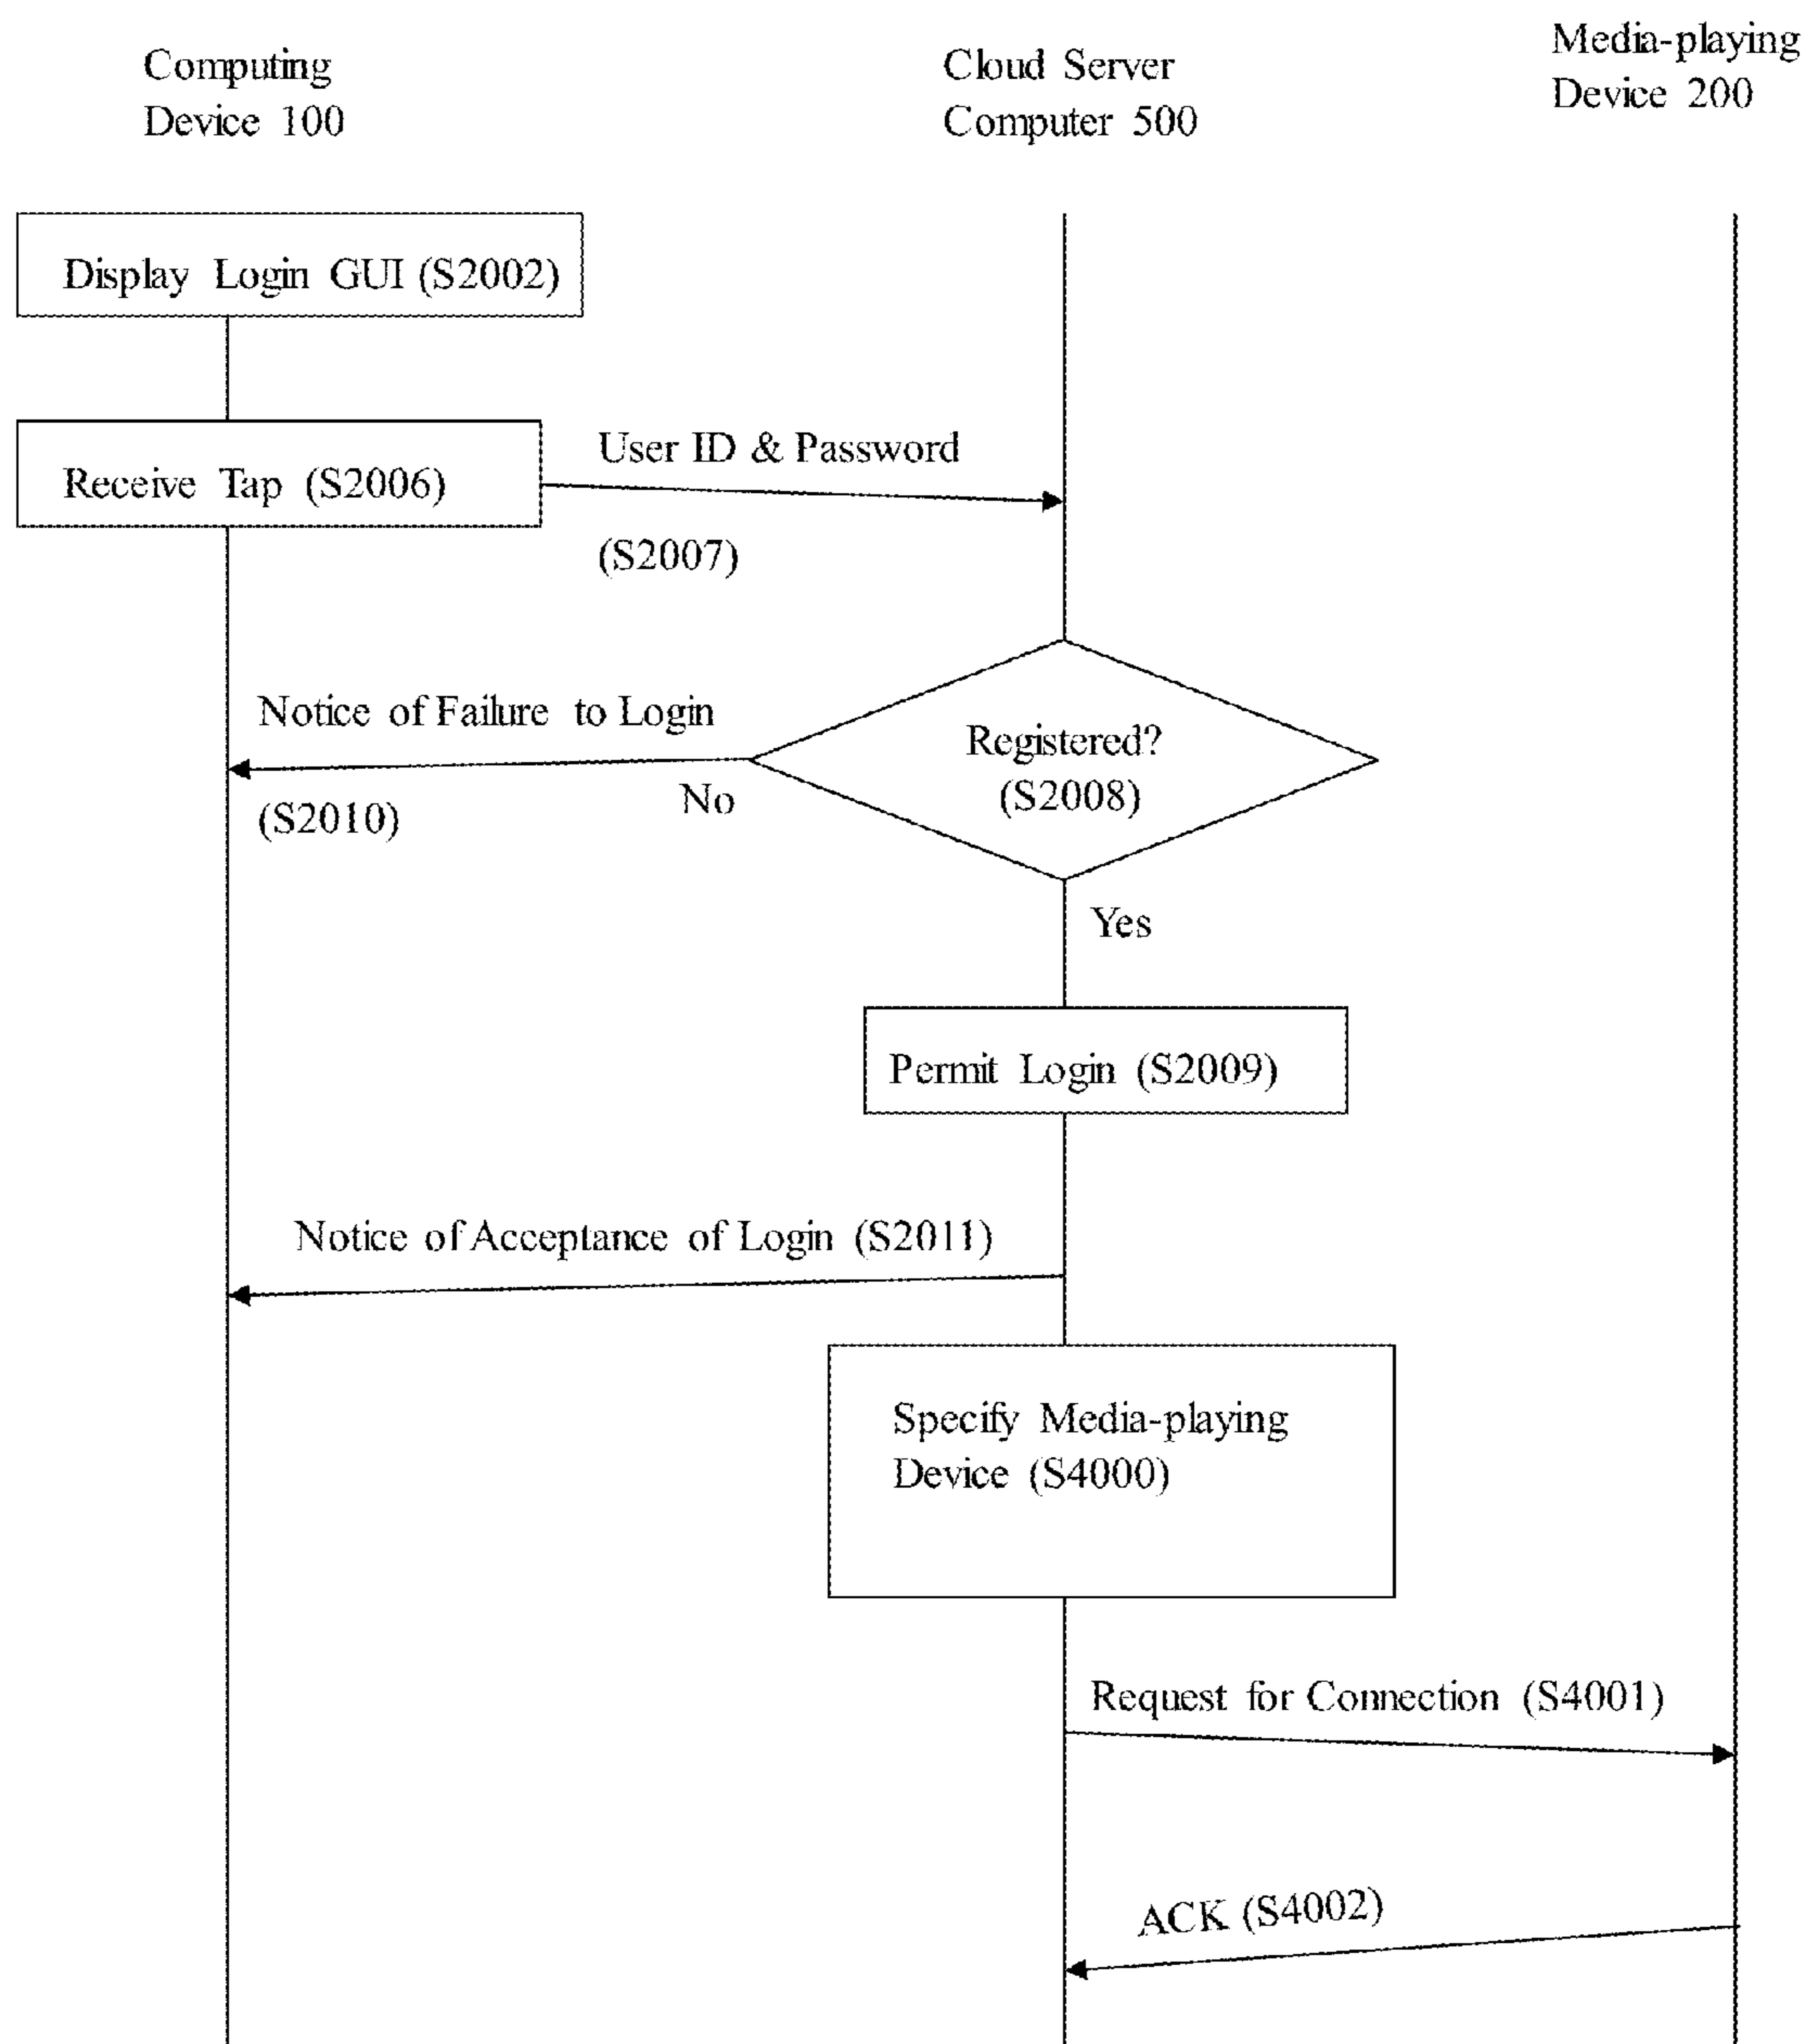 Computing
Device 100
Cloud Server
Computer 500
Media-playing
Device 200
Display Login GUI (S2002)
Receive Tap (S2006)
User ID & Password
(S2007)
Notice of Failure to Login
(S2010)
No
Registered?
(S2008)
Yes
Permit Login (S2009)
Notice of Acceptance of Login (S2011)
Specify Media-playing
Device (S4000)
Request for Connection (S4001)
ACK (S4002)